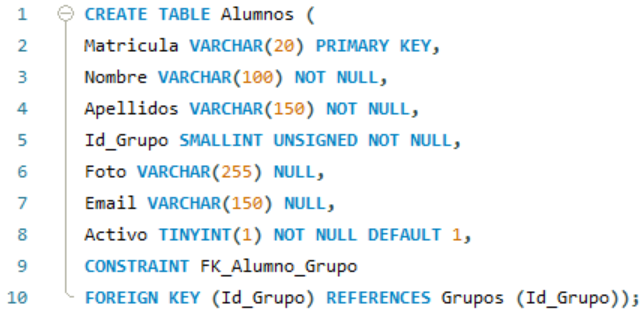 1 CREATE TABLE Alumnos (
2 Matricula VARCHAR(20) PRIMARY KEY,
3 Nombre VARCHAR(100) NOT NULL,
4 Apellidos VARCHAR(150) NOT NULL,
5 Id_Grupo SMALLINT UNSIGNED NOT NULL,
6 Foto VARCHAR(255) NULL,
7 Email VARCHAR(150) NULL,
8 Activo TINYINT(1) NOT NULL DEFAULT 1,
9 CONSTRAINT FK_Alumno_Grupo
10 FOREIGN KEY (Id_Grupo) REFERENCES Grupos (Id_Grupo));